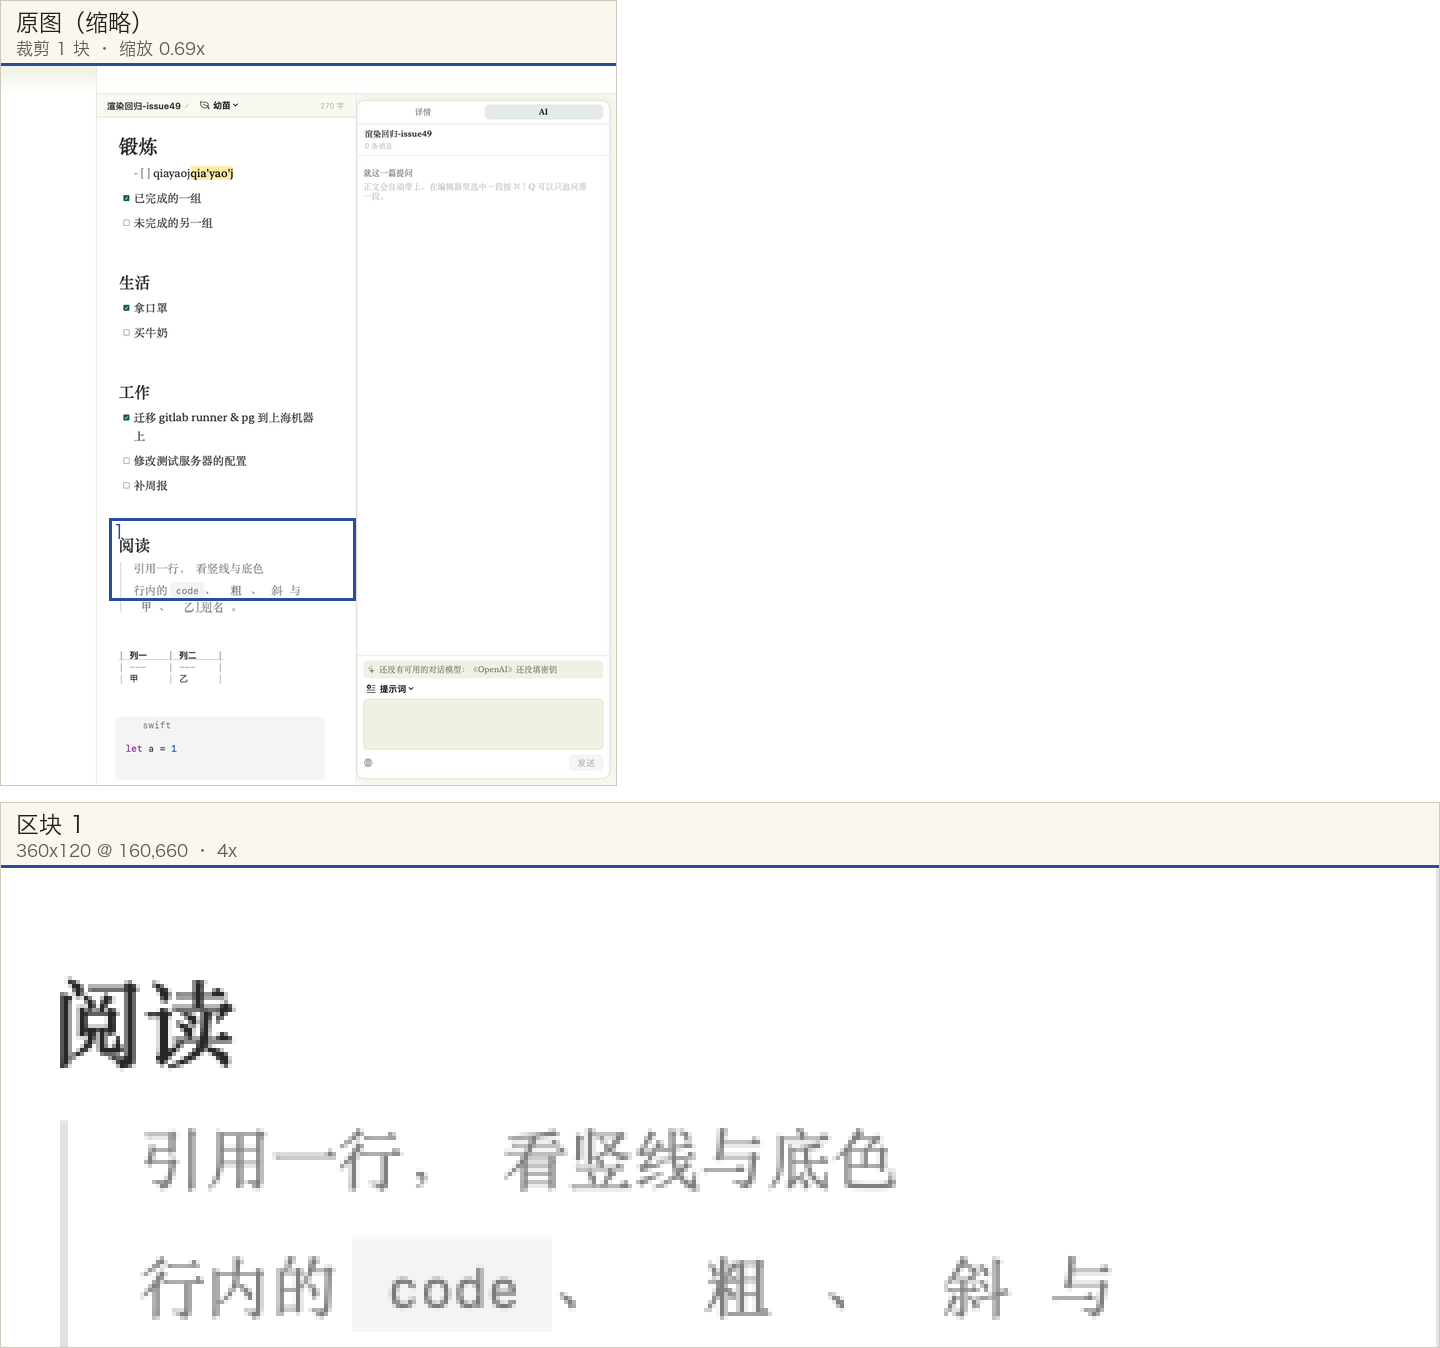 原图（缩略）
裁剪 1 块 · 缩放 0.69x
渲染回归-issue49 幼苗 270 字
锻炼
- [ ] qiayaojqia'yao'j
已完成的一组
未完成的另一组
生活
拿口罩
买牛奶
工作
迁移 gitlab runner & pg 到上海机器
上
修改测试服务器的配置
补周报
1
阅读
引用一行， 看竖线与底色
行内的 code 、 粗 、 斜 与
甲 、 乙|别名 。
| 列一 | 列二 |
| --- | --- |
| 甲 | 乙 |
swift
let a = 1
详情 AI
渲染回归-issue49
0 条消息
就这一篇提问
正文会自动带上。在编辑器里选中一段按 ⌘⇧Q 可以只追问那
一段。
还没有可用的对话模型：《OpenAI》还没填密钥
提示词
发送
区块 1
360x120 @ 160,660 · 4x
阅读
引用一行， 看竖线与底色
行内的 code 、 粗 、 斜 与